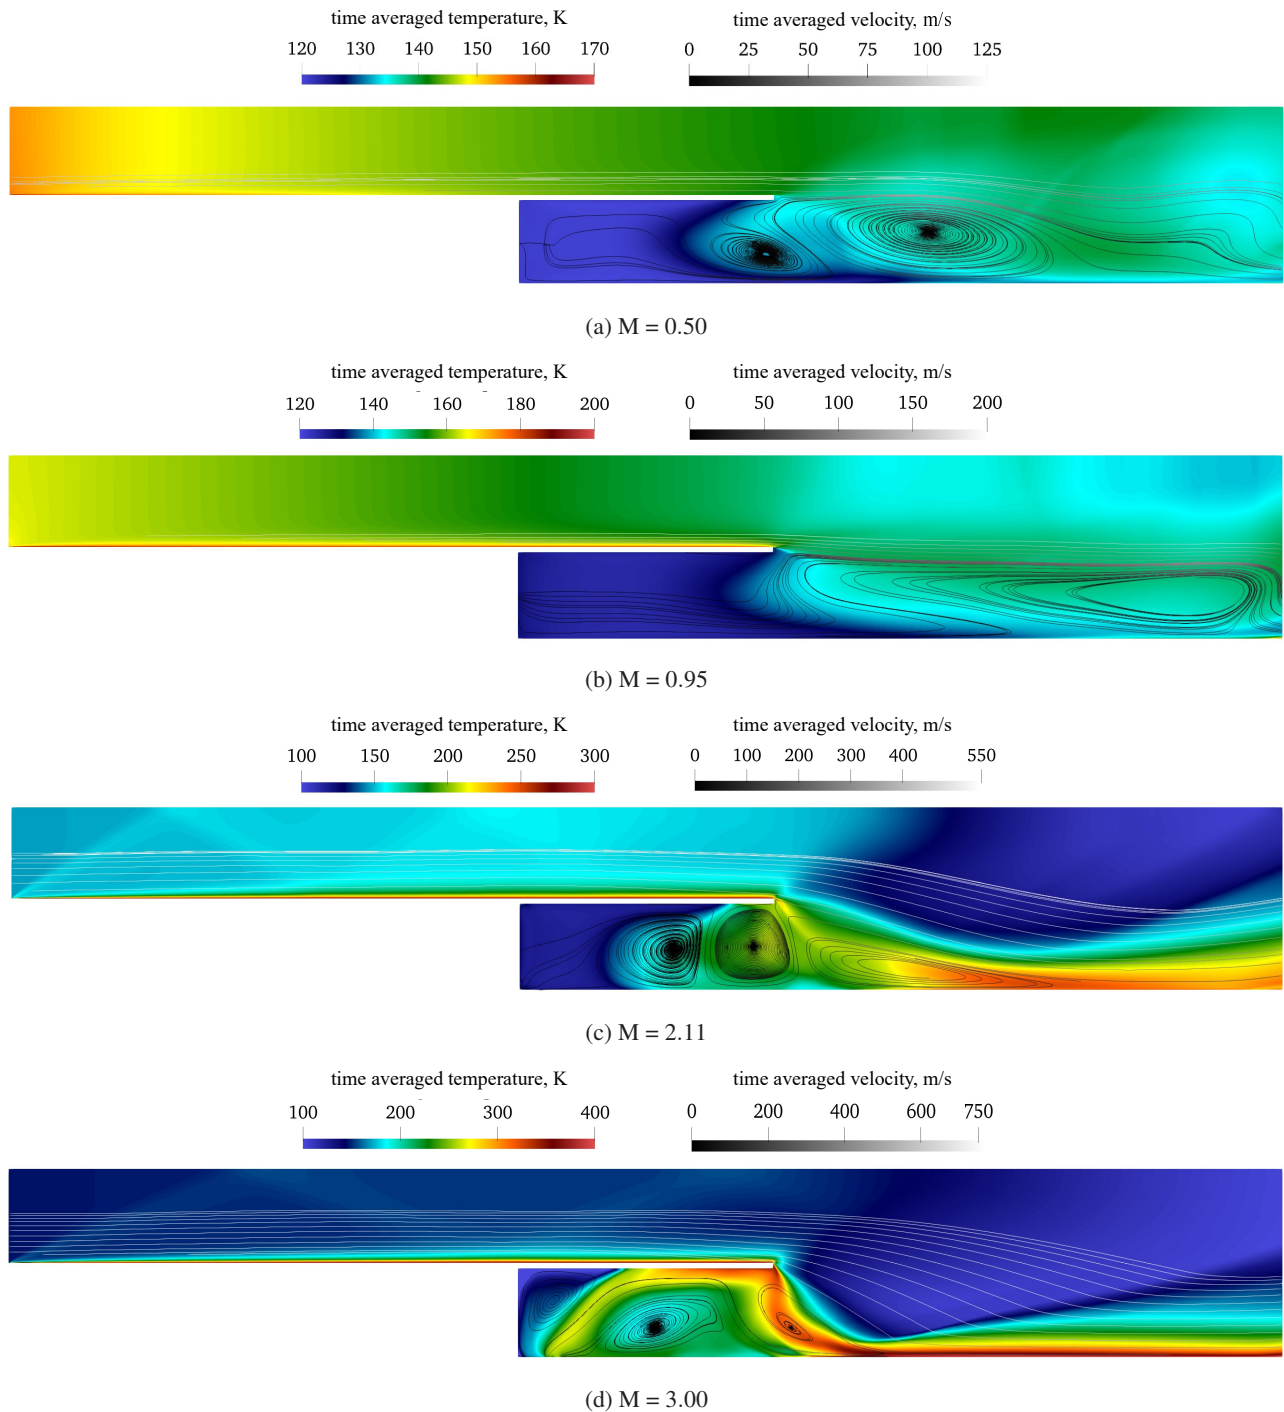 time averaged temperature, K time averaged velocity, m/s
120 130 140 150 160 170 0 25 50 75 100 125
(a) M = 0.50
time averaged temperature, K time averaged velocity, m/s
120 140 160 180 200 0 50 100 150 200
(b) M = 0.95
time averaged temperature, K time averaged velocity, m/s
100 150 200 250 300 0 100 200 300 400 550
(c) M = 2.11
time averaged temperature, K time averaged velocity, m/s
100 200 300 400 0 200 400 600 750
(d) M = 3.00